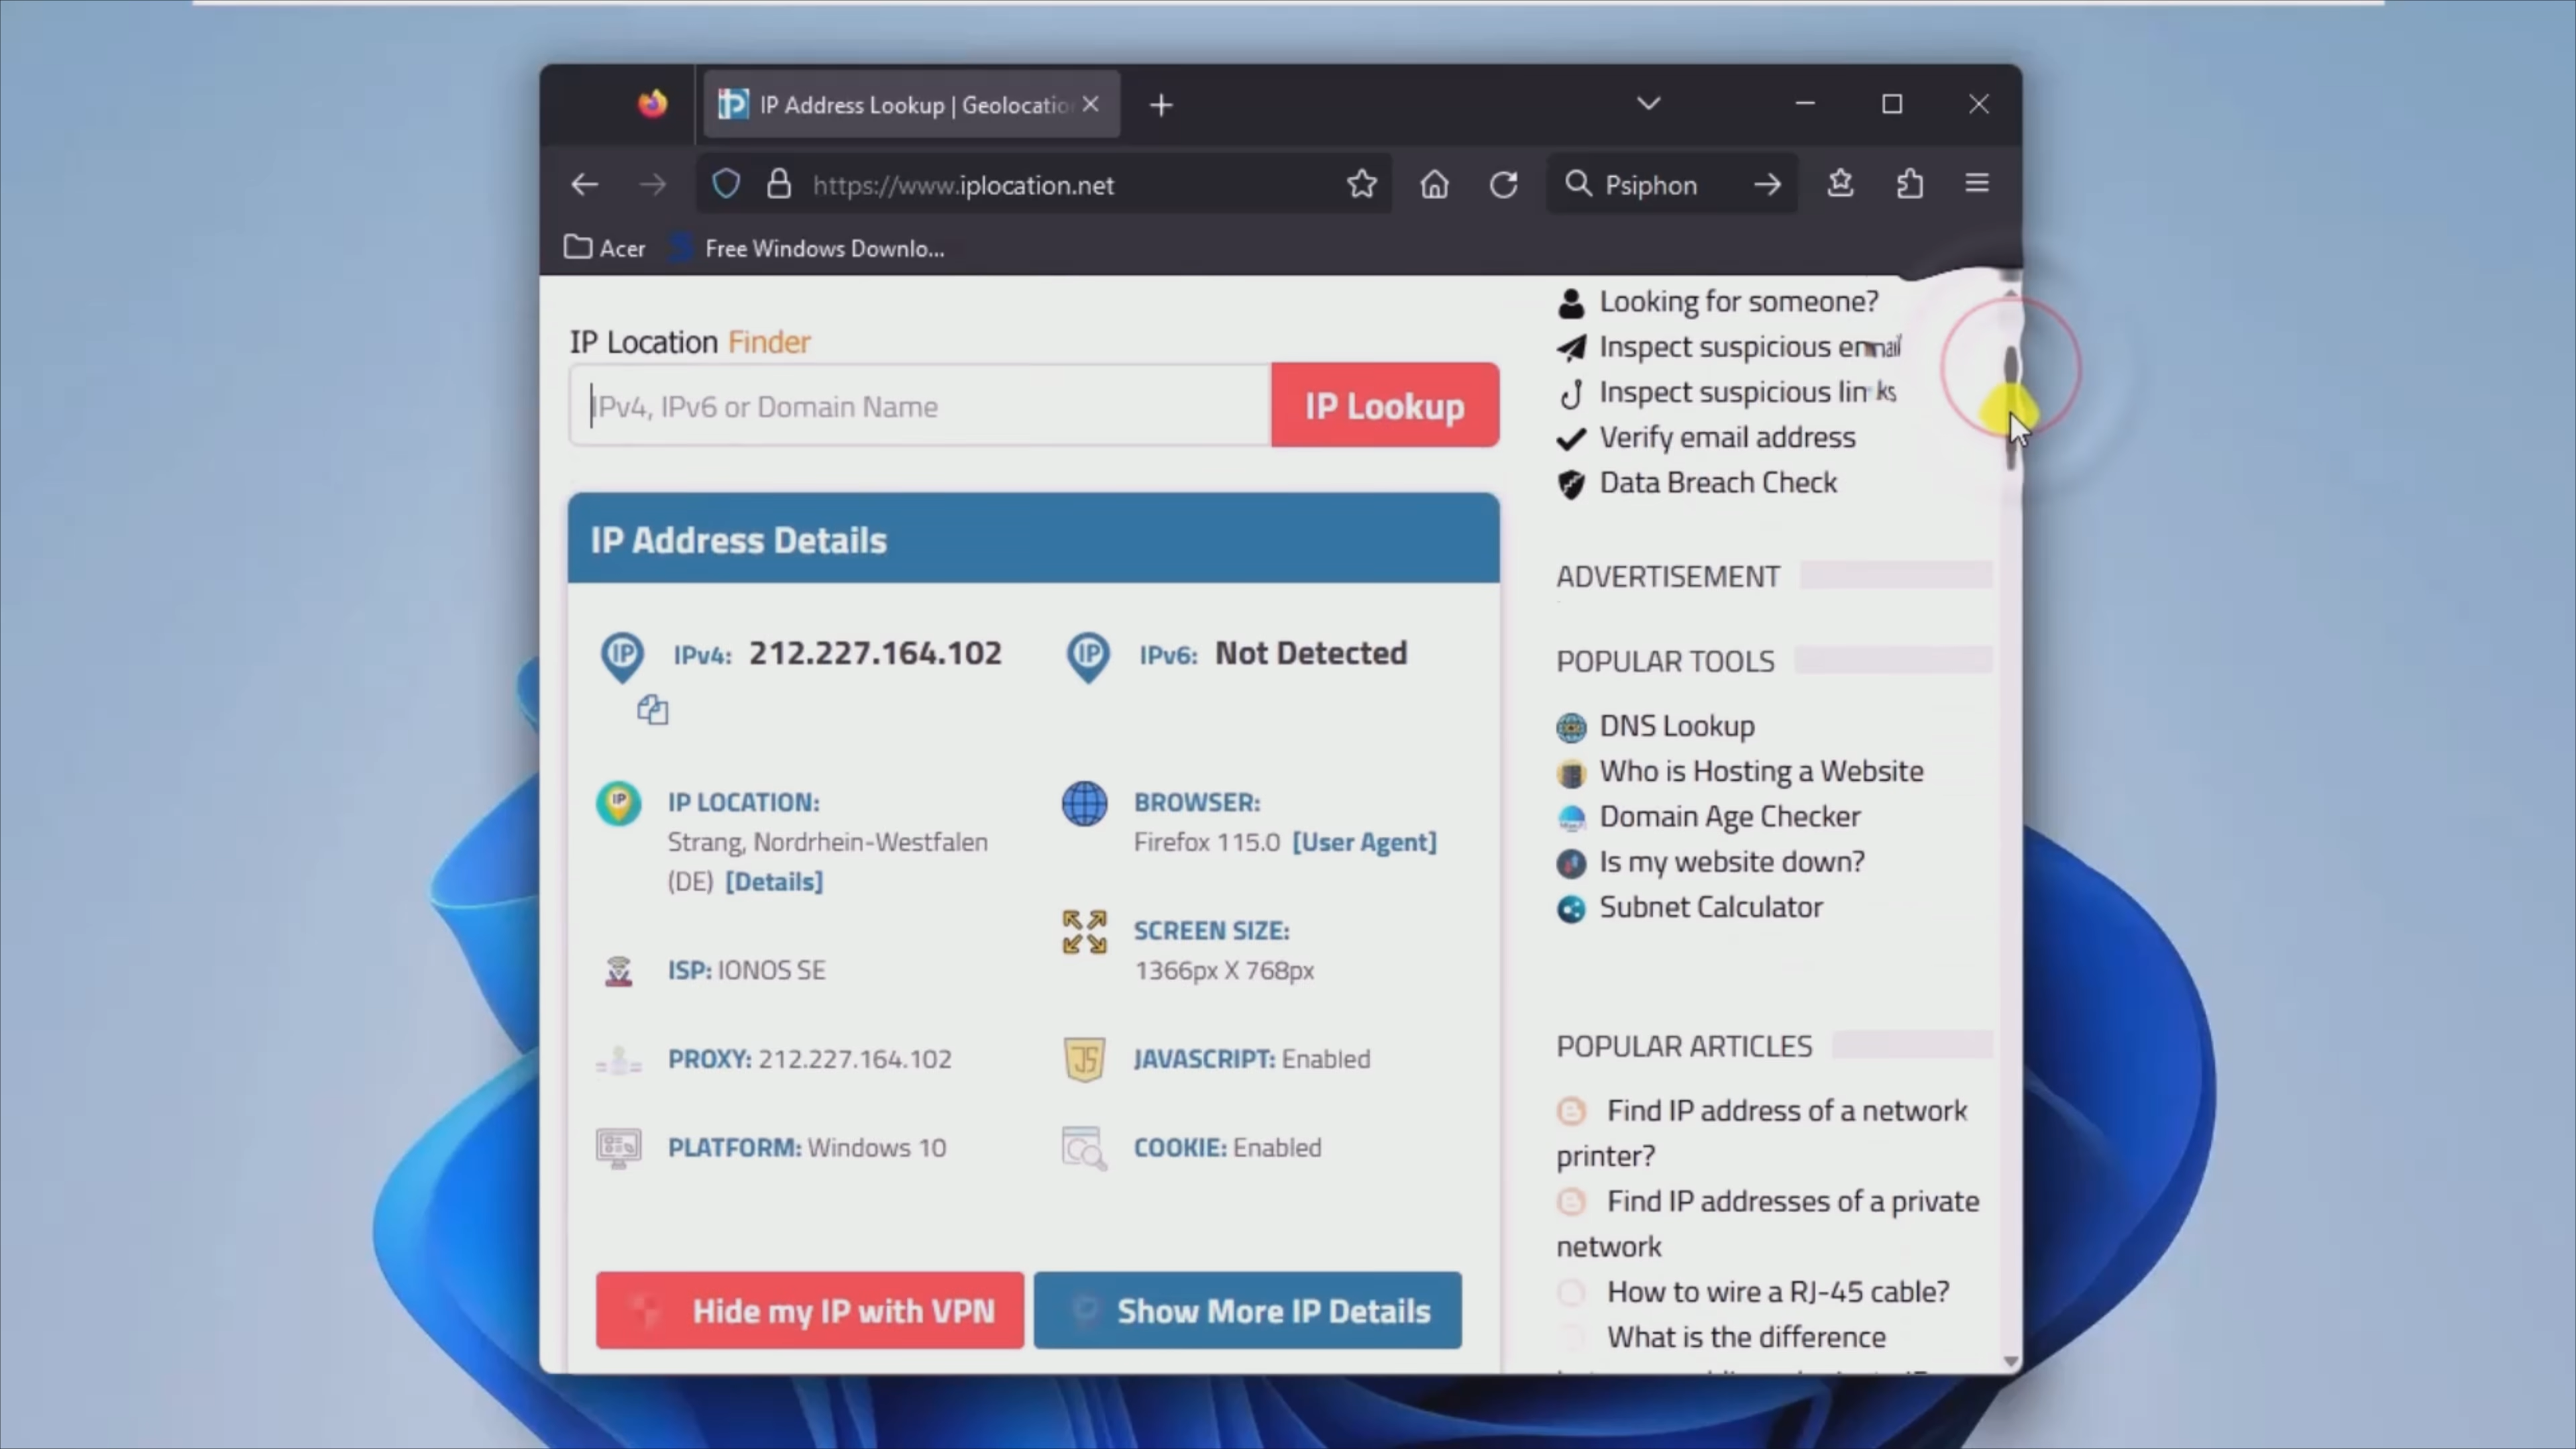 IP Address Lookup | Geolocatio
https://www.iplocation.net
Psiphon
Acer
Free Windows Downlo...
IP Location Finder
IPv4, IPv6 or Domain Name
IP Lookup
IP Address Details
IPv4: 212.227.164.102
IPv6: Not Detected
IP LOCATION:
Strang, Nordrhein-Westfalen
(DE) [Details]
BROWSER:
Firefox 115.0 [User Agent]
SCREEN SIZE:
1366px X 768px
ISP: IONOS SE
PROXY: 212.227.164.102
JAVASCRIPT: Enabled
PLATFORM: Windows 10
COOKIE: Enabled
Hide my IP with VPN
Show More IP Details
Looking for someone?
Inspect suspicious email
Inspect suspicious links
Verify email address
Data Breach Check
ADVERTISEMENT
POPULAR TOOLS
DNS Lookup
Who is Hosting a Website
Domain Age Checker
Is my website down?
Subnet Calculator
POPULAR ARTICLES
Find IP address of a network
printer?
Find IP addresses of a private
network
How to wire a RJ-45 cable?
What is the difference